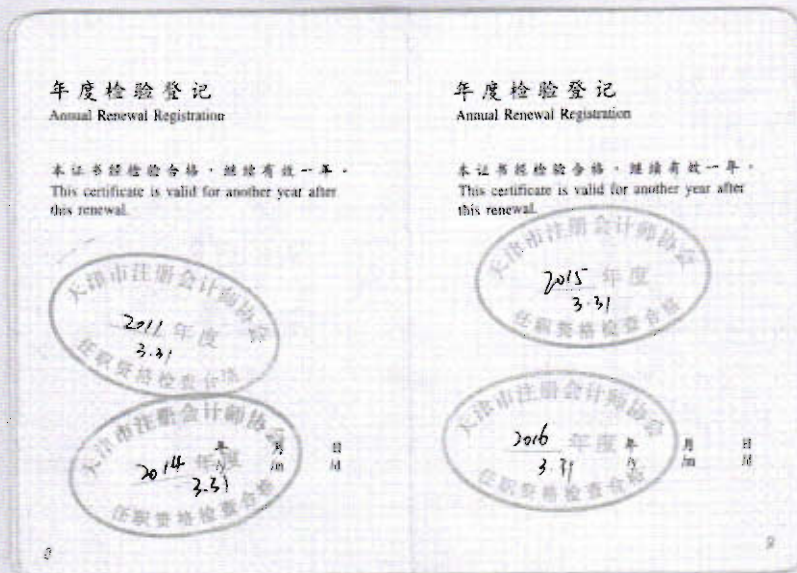 年度检验登记
Annual Renewal Registration
本证书经检验合格，继续有效一年。
This certificate is valid for another year after
this renewal.
天津市注册会计师协会
2011 年度
3.31
任职资格检查合格
天津市注册会计师协会
2014 年度
3.31
任职资格检查合格
年 月 日
/y /m /d
年度检验登记
Annual Renewal Registration
本证书经检验合格，继续有效一年。
This certificate is valid for another year after
this renewal.
天津市注册会计师协会
2015 年度
3.31
任职资格检查合格
天津市注册会计师协会
2016 年度
3.31
任职资格检查合格
年 月 日
/y /m /d